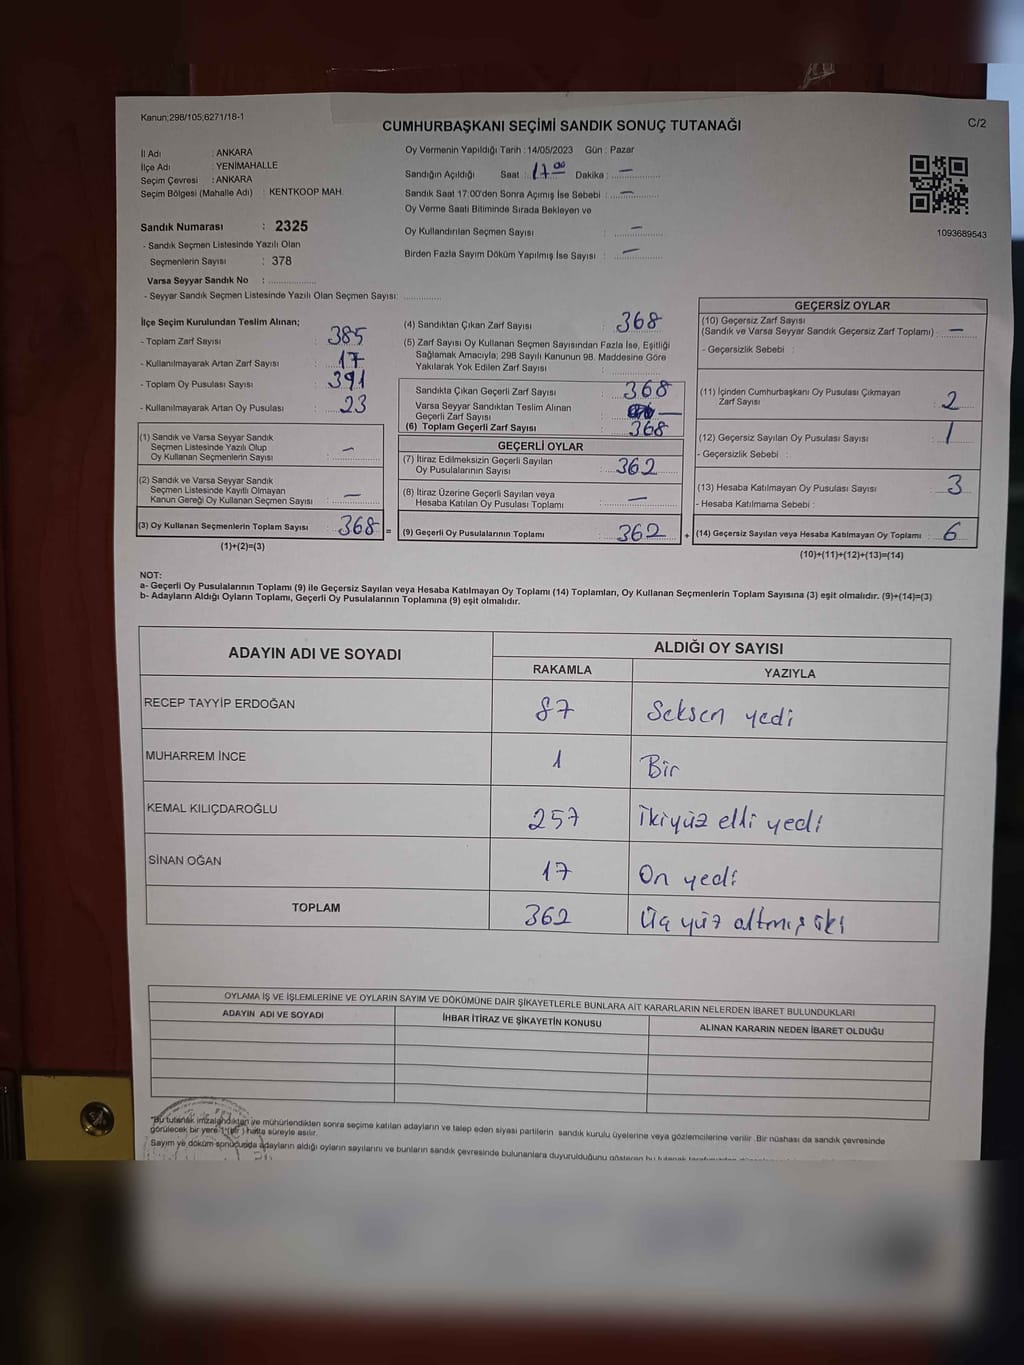 Kanun;298/105;6271/18-1
CUMHURBAŞKANI SEÇİMİ SANDIK SONUÇ TUTANAĞI
C/2
İl Adı : ANKARA
İlçe Adı : YENİMAHALLE
Seçim Çevresi : ANKARA
Seçim Bölgesi (Mahalle Adı) : KENTKOOP MAH.
Sandık Numarası : 2325
- Sandık Seçmen Listesinde Yazılı Olan
Seçmenlerin Sayısı : 378
Varsa Seyyar Sandık No : ..............
- Seyyar Sandık Seçmen Listesinde Yazılı Olan Seçmen Sayısı: ............
Oy Vermenin Yapıldığı Tarih : 14/05/2023 Gün : Pazar
Sandığın Açıldığı Saat : 17.00 Dakika : —
Sandık Saat 17:00'den Sonra Açımış İse Sebebi : —
Oy Verme Saati Bitiminde Sırada Bekleyen ve
Oy Kullandırılan Seçmen Sayısı : —
Birden Fazla Sayım Döküm Yapılmış İse Sayısı : —
1093689543
İlçe Seçim Kurulundan Teslim Alınan;
- Toplam Zarf Sayısı : 385
- Kullanılmayarak Artan Zarf Sayısı : 17
- Toplam Oy Pusulası Sayısı : 391
- Kullanılmayarak Artan Oy Pusulası : 23
(1) Sandık ve Varsa Seyyar Sandık
Seçmen Listesinde Yazılı Olup
Oy Kullanan Seçmenlerin Sayısı : —
(2) Sandık ve Varsa Seyyar Sandık
Seçmen Listesinde Kayıtlı Olmayan
Kanun Gereği Oy Kullanan Seçmen Sayısı : —
(3) Oy Kullanan Seçmenlerin Toplam Sayısı : 368 =
(1)+(2)=(3)
(4) Sandıktan Çıkan Zarf Sayısı : 368
(5) Zarf Sayısı Oy Kullanan Seçmen Sayısından Fazla İse, Eşitliği
Sağlamak Amacıyla; 298 Sayılı Kanunun 98. Maddesine Göre
Yakılarak Yok Edilen Zarf Sayısı : ..............
Sandıkta Çıkan Geçerli Zarf Sayısı : 368
Varsa Seyyar Sandıktan Teslim Alınan
Geçerli Zarf Sayısı : —
(6) Toplam Geçerli Zarf Sayısı : 368
GEÇERLİ OYLAR
(7) İtiraz Edilmeksizin Geçerli Sayılan
Oy Pusulalarının Sayısı : 362
(8) İtiraz Üzerine Geçerli Sayılan veya
Hesaba Katılan Oy Pusulası Toplamı : —
(9) Geçerli Oy Pusulalarının Toplamı : 362 +
GEÇERSİZ OYLAR
(10) Geçersiz Zarf Sayısı
(Sandık ve Varsa Seyyar Sandık Geçersiz Zarf Toplamı) : —
- Geçersizlik Sebebi :
(11) İçinden Cumhurbaşkanı Oy Pusulası Çıkmayan
Zarf Sayısı : 2
(12) Geçersiz Sayılan Oy Pusulası Sayısı : 1
- Geçersizlik Sebebi :
(13) Hesaba Katılmayan Oy Pusulası Sayısı : 3
- Hesaba Katılmama Sebebi :
(14) Geçersiz Sayılan veya Hesaba Katılmayan Oy Toplamı : 6
(10)+(11)+(12)+(13)=(14)
NOT:
a- Geçerli Oy Pusulalarının Toplamı (9) ile Geçersiz Sayılan veya Hesaba Katılmayan Oy Toplamı (14) Toplamları, Oy Kullanan Seçmenlerin Toplam Sayısına (3) eşit olmalıdır. (9)+(14)=(3)
b- Adayların Aldığı Oyların Toplamı, Geçerli Oy Pusulalarının Toplamına (9) eşit olmalıdır.
ADAYIN ADI VE SOYADI
ALDIĞI OY SAYISI
RAKAMLA YAZIYLA
RECEP TAYYİP ERDOĞAN 87 Seksen yedi
MUHARREM İNCE 1 Bir
KEMAL KILIÇDAROĞLU 257 İkiyüz elli yedi
SİNAN OĞAN 17 On yedi
TOPLAM 362 Üç yüz altmış iki
OYLAMA İŞ VE İŞLEMLERİNE VE OYLARIN SAYIM VE DÖKÜMÜNE DAİR ŞİKAYETLERLE BUNLARA AİT KARARLARIN NELERDEN İBARET BULUNDUKLARI
ADAYIN ADI VE SOYADI İHBAR İTİRAZ VE ŞİKAYETİN KONUSU ALINAN KARARIN NEDEN İBARET OLDUĞU
*Bu tutanak imzalandıktan ve mühürlendikten sonra seçime katılan adayların ve talep eden siyasi partilerin sandık kurulu üyelerine veya gözlemcilerine verilir .Bir nüshası da sandık çevresinde
görülecek bir yere 1 (bir ) hafta süreyle asılır.
Sayım ve döküm sonucunda adayların aldığı oyların sayılarını ve bunların sandık çevresinde bulunanlara duyurulduğunu gösteren bu tutanak